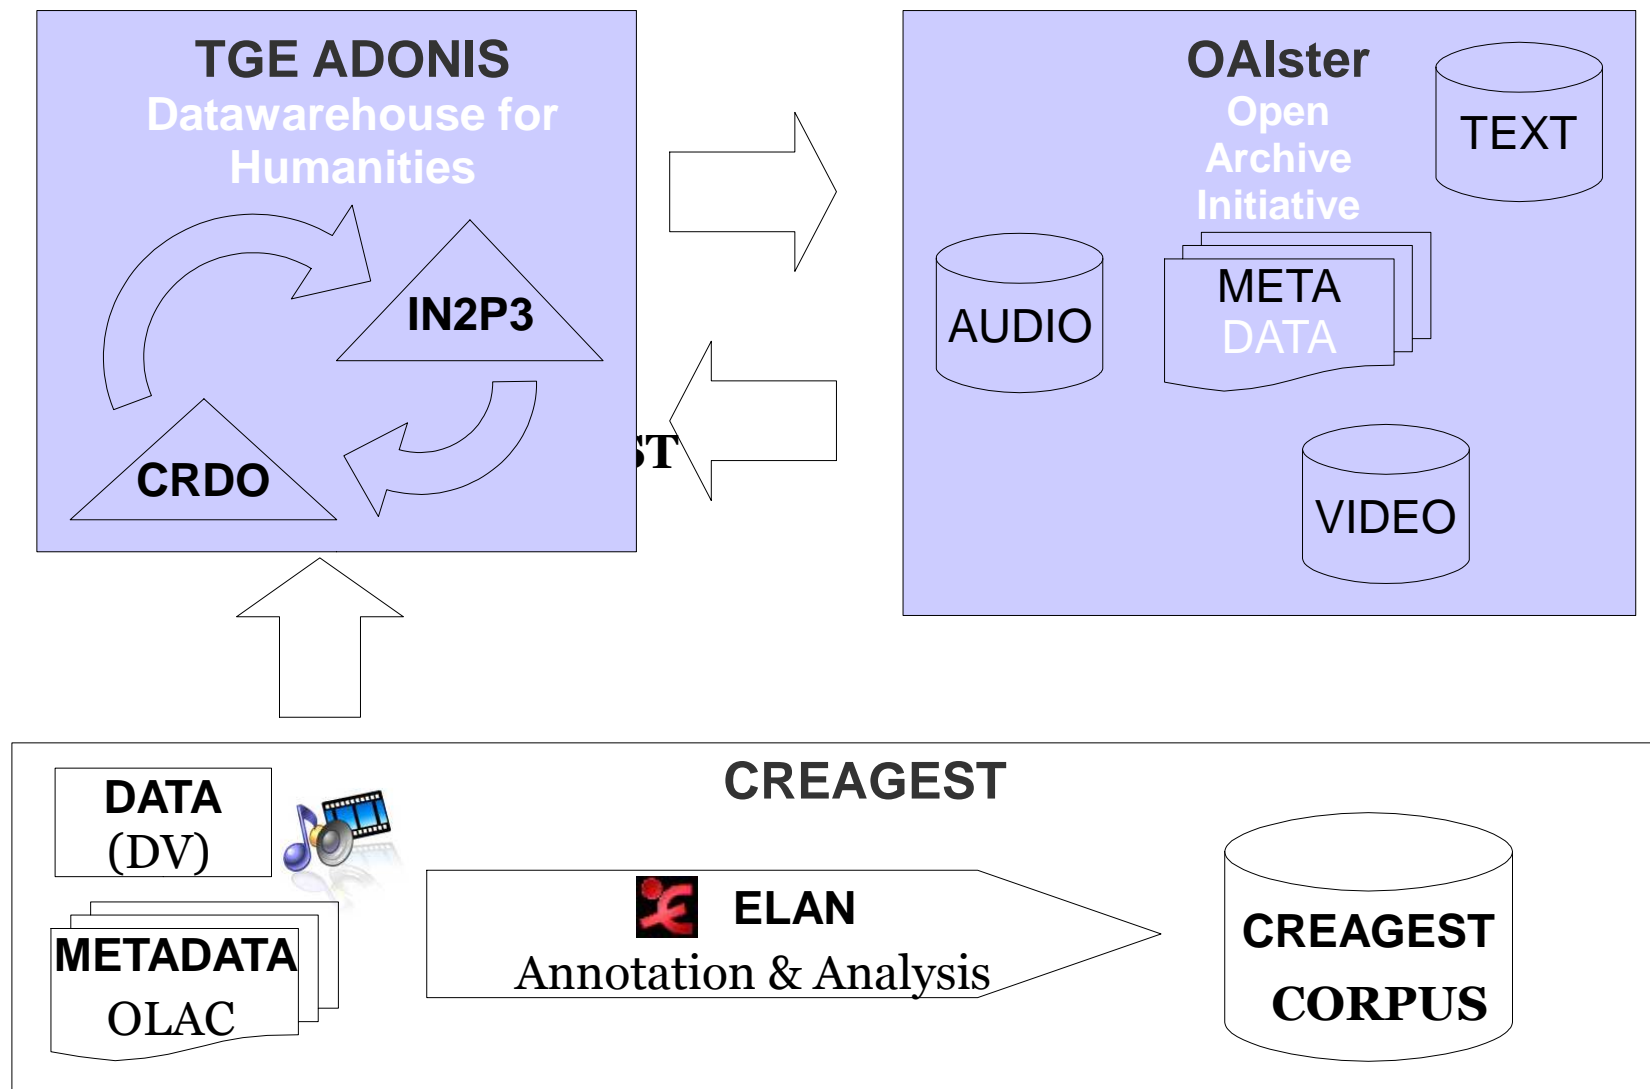 TGE ADONIS
Datawarehouse for
Humanities
IN2P3
CRDO
OAIster
Open
Archive
Initiative
TEXT
AUDIO
META
DATA
VIDEO
ST
CREAGEST
DATA
(DV)
METADATA
OLAC
ELAN
Annotation & Analysis
CREAGEST
CORPUS